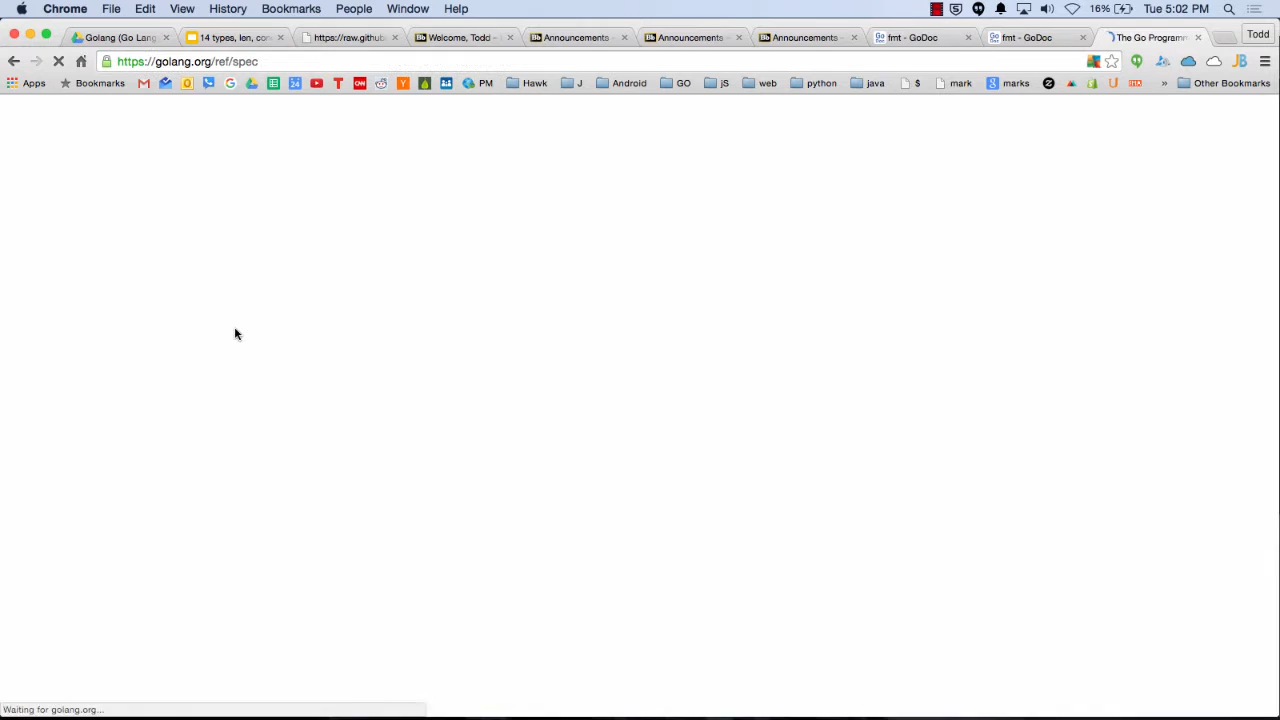 Chrome File Edit View History Bookmarks People Window Help 16% Tue 5:02 PM
Golang (Go Lang 14 types, len, con https://raw.githu Welcome, Todd – Announcements – Announcements – Announcements – fmt - GoDoc fmt - GoDoc The Go Programm Todd
https://golang.org/ref/spec
Apps Bookmarks PM Hawk J Android GO jS web python java $ mark marks » Other Bookmarks
Waiting for golang.org...